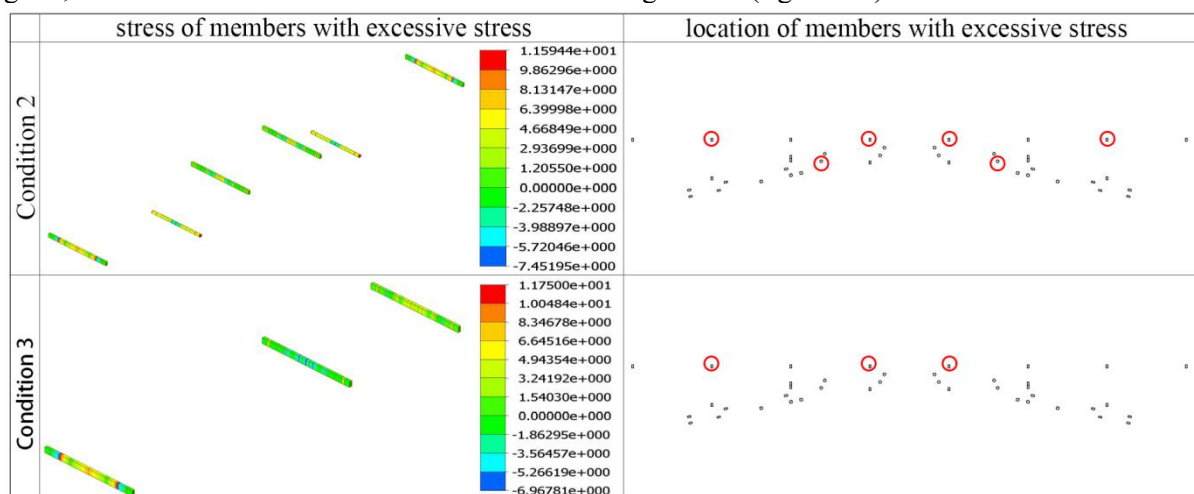 stress of members with excessive stress
location of members with excessive stress
Condition 2
1.15944e+001
9.86296e+000
8.13147e+000
6.39998e+000
4.66849e+000
2.93699e+000
1.20550e+000
0.00000e+000
-2.25748e+000
-3.98897e+000
-5.72046e+000
-7.45195e+000
Condition 3
1.17500e+001
1.00484e+001
8.34678e+000
6.64516e+000
4.94354e+000
3.24192e+000
1.54030e+000
0.00000e+000
-1.86295e+000
-3.56457e+000
-5.26619e+000
-6.96781e+000